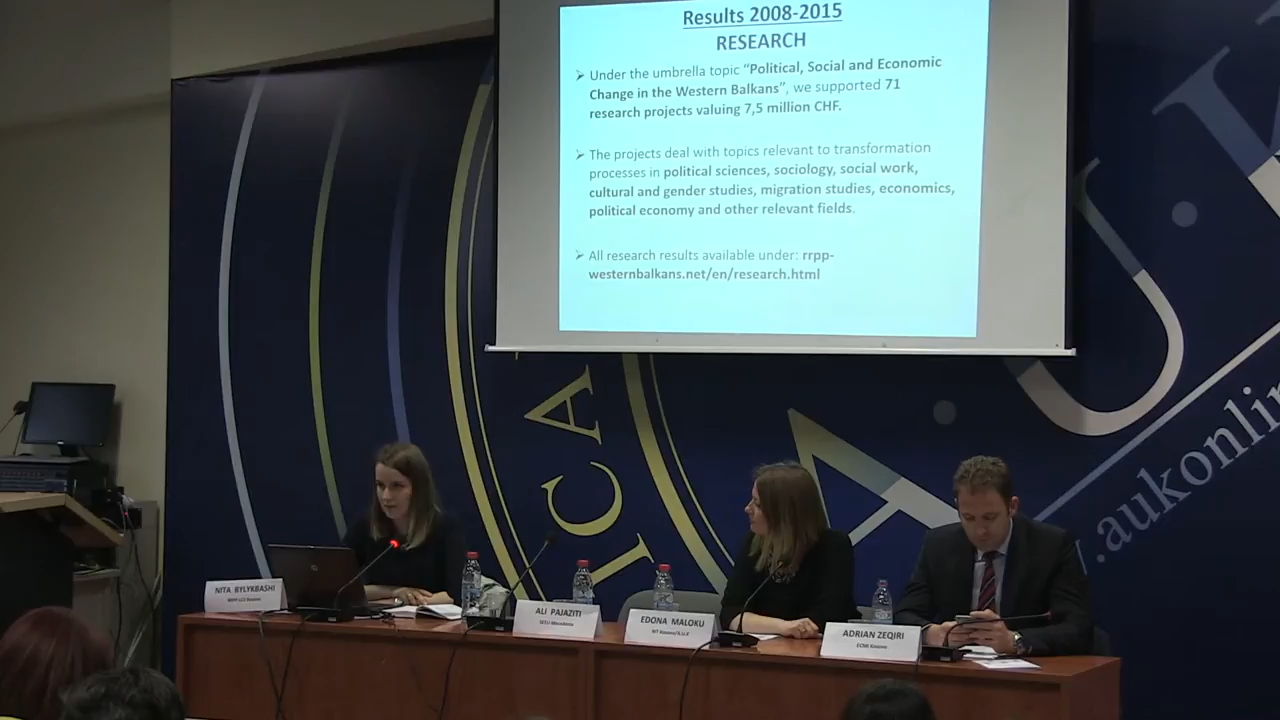 Results 2008-2015
RESEARCH
➢ Under the umbrella topic “Political, Social and Economic
Change in the Western Balkans”, we supported 71
research projects valuing 7,5 million CHF.
➢ The projects deal with topics relevant to transformation
processes in political sciences, sociology, social work,
cultural and gender studies, migration studies, economics,
political economy and other relevant fields.
➢ All research results available under: rrpp-
westernbalkans.net/en/research.html
ICA
A.U.K
.aukonlin
NITA BYLYKBASHI
ALI PAJAZITI
SEEU Macedonia
EDONA MALOKU
ADRIAN ZEQIRI
ECMI Kosovo